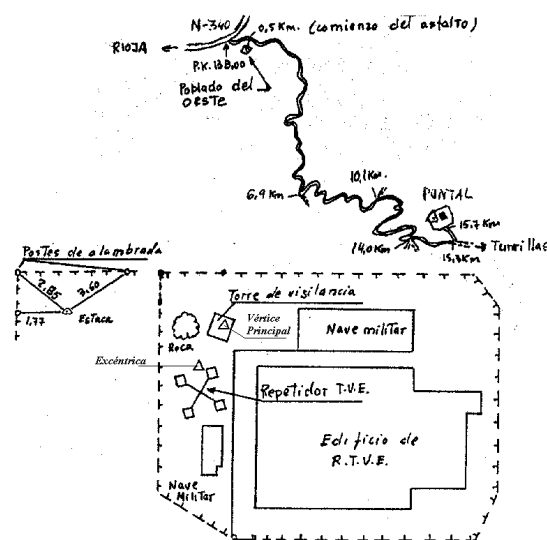 N-340
0,5 Km. (comienzo del asfalto)
RIOJA
P.K. 138,00
Poblado del
OESTE
6,9 Km
10,1 Km.
PUNTAL
15,7 Km
14,0 Km
15,3 Km
Turrillas
Postes de alambrada
2,85
3,60
1,77
Estaca
Torre de vigilancia
Vértice
Principal
Nave militar
Roca
Excéntrica
Repetidor T.V.E.
Edificio de
R.T.V.E.
Nave
Militar